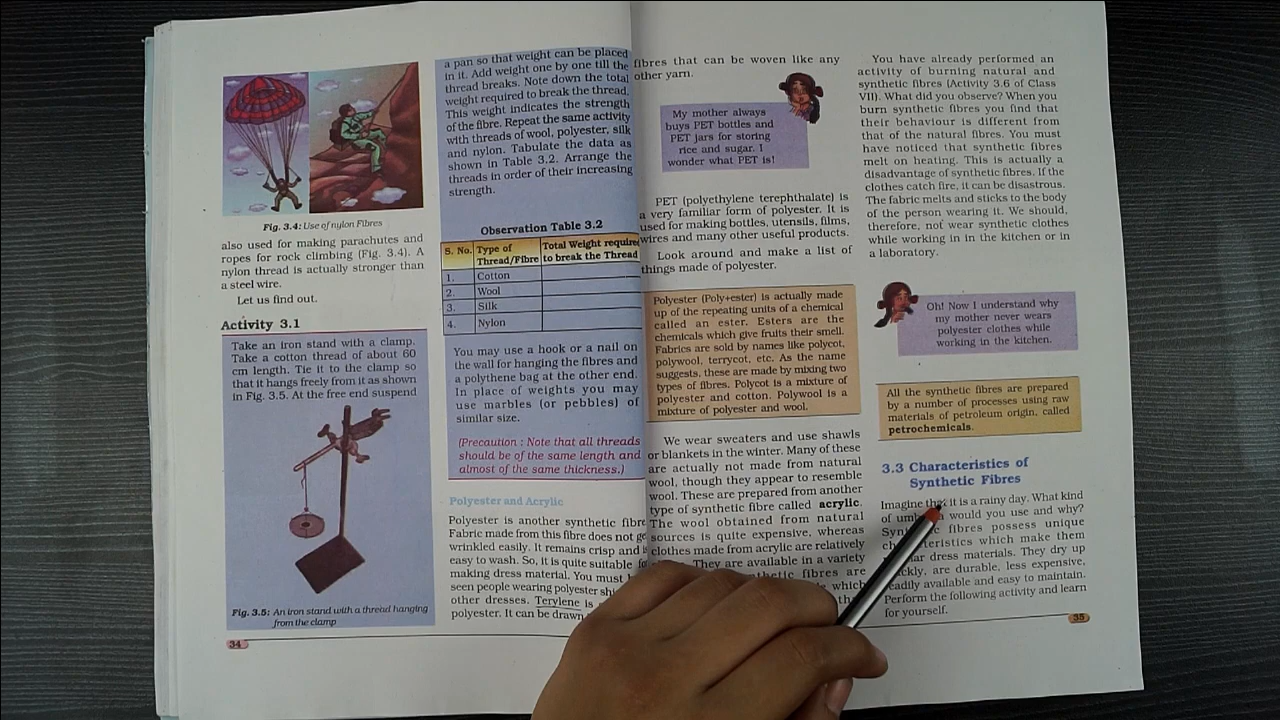 Fig. 3.4: Use of nylon Fibres
also used for making parachutes and
ropes for rock climbing (Fig. 3.4). A
nylon thread is actually stronger than
a steel wire.
Let us find out.
Activity 3.1
Take an iron stand with a clamp.
Take a cotton thread of about 60
cm length. Tie it to the clamp so
that it hangs freely from it as shown
in Fig. 3.5. At the free end suspend
Fig. 3.5: An iron stand with a thread hanging
from the clamp
34
a pan so that weight can be placed
in it. Add weight one by one till the
thread breaks. Note down the total
weight required to break the thread.
This weight indicates the strength
of the fibre. Repeat the same activity
with threads of wool, polyester, silk
and nylon. Tabulate the data as
shown in Table 3.2. Arrange the
threads in order of their increasing
strength.
Observation Table 3.2
S. No. Type of Thread/Fibre Total Weight require to break the Thread
1. Cotton
2. Wool
3. Silk
4. Nylon
You may use a hook or a nail on
the wall for hanging the fibres and
a polythene bag at the other end.
In place of weights you may
use marbles (or pebbles) of
similar size.
(Precaution : Note that all threads
should be of the same length and
almost of the same thickness.)
Polyester and Acrylic
Polyester is another synthetic fibre
Fabric made from this fibre does not ge
wrinkled easily. It remains crisp and i
easy to wash. So, it is quite suitable fo
making dress material. You must
seen people wearing polyester shi
other dresses. Terylene is
polyester. It can be drawn
fibres that can be woven like any
other yarn.
My mother always
buys PET bottles and
PET jars for storing
rice and sugar. I
wonder what PET is!
PET (polyethylene terephthalate) is
a very familiar form of polyester. It is
used for making bottles, utensils, films,
wires and many other useful products.
Look around and make a list of
things made of polyester.
Polyester (Poly+ester) is actually made
up of the repeating units of a chemical
called an ester. Esters are the
chemicals which give fruits their smell.
Fabrics are sold by names like polycot,
polywool, terrycot, etc. As the name
suggests, these are made by mixing two
types of fibres. Polycot is a mixture of
polyester and cotton. Polywool is a
mixture of polyester and wool.
We wear sweaters and use shawls
or blankets in the winter. Many of these
are actually not made from natural
wool, though they appear to resemble
wool. These are prepared from another
type of synthetic fibre called acrylic.
The wool obtained from natural
sources is quite expensive, whereas
clothes made from acrylic are relatively
They are available in a variety
fibres are
which
You have already performed an
activity of burning natural and
synthetic fibres (Activity 3.6 of Class
VII). What did you observe? When you
burn synthetic fibres you find that
their behaviour is different from
that of the natural fibres. You must
have noticed that synthetic fibres
melt on heating. This is actually a
disadvantage of synthetic fibres. If the
clothes catch fire, it can be disastrous.
The fabric melts and sticks to the body
of the person wearing it. We should,
therefore, not wear synthetic clothes
while working in in the kitchen or in
a laboratory.
Oh! Now I understand why
my mother never wears
polyester clothes while
working in the kitchen.
All the synthetic fibres are prepared
by a number of processes using raw
materials of petroleum origin, called
petrochemicals.
3.3 Characteristics of
Synthetic Fibres
Imagine that it is a rainy day. What kind
of would you use and why?
fibres possess unique
which make them
dress materials. They dry up
are durable, less expensive,
readily available and easy to maintain.
Perform the following activity and learn
for yourself.
35